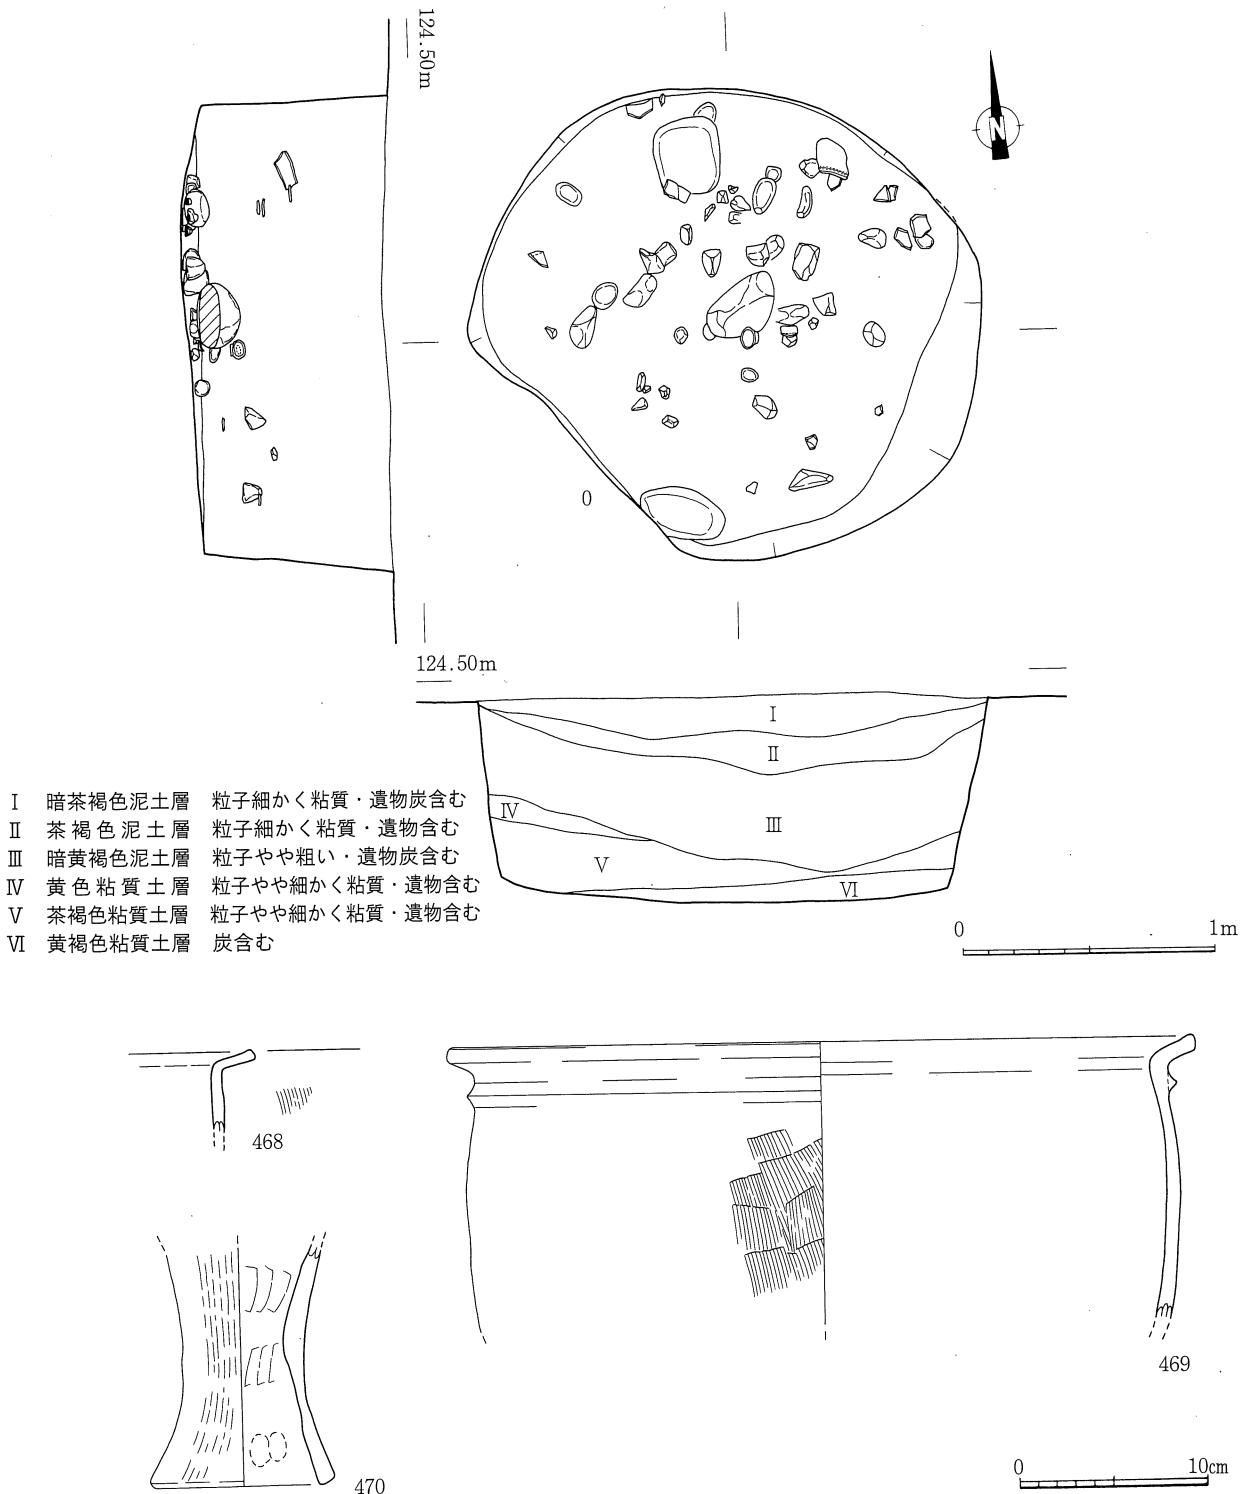 124.50m
N
0
124.50m
Ⅰ
Ⅱ
Ⅳ
Ⅲ
Ⅴ
Ⅵ
Ⅰ 暗茶褐色泥土層 粒子細かく粘質・遺物炭含む
Ⅱ 茶褐色泥土層 粒子細かく粘質・遺物含む
Ⅲ 暗黄褐色泥土層 粒子やや粗い・遺物炭含む
Ⅳ 黄色粘質土層 粒子やや細かく粘質・遺物含む
Ⅴ 茶褐色粘質土層 粒子やや細かく粘質・遺物含む
Ⅵ 黄褐色粘質土層 炭含む
0 1m
468
469
470
0 10cm